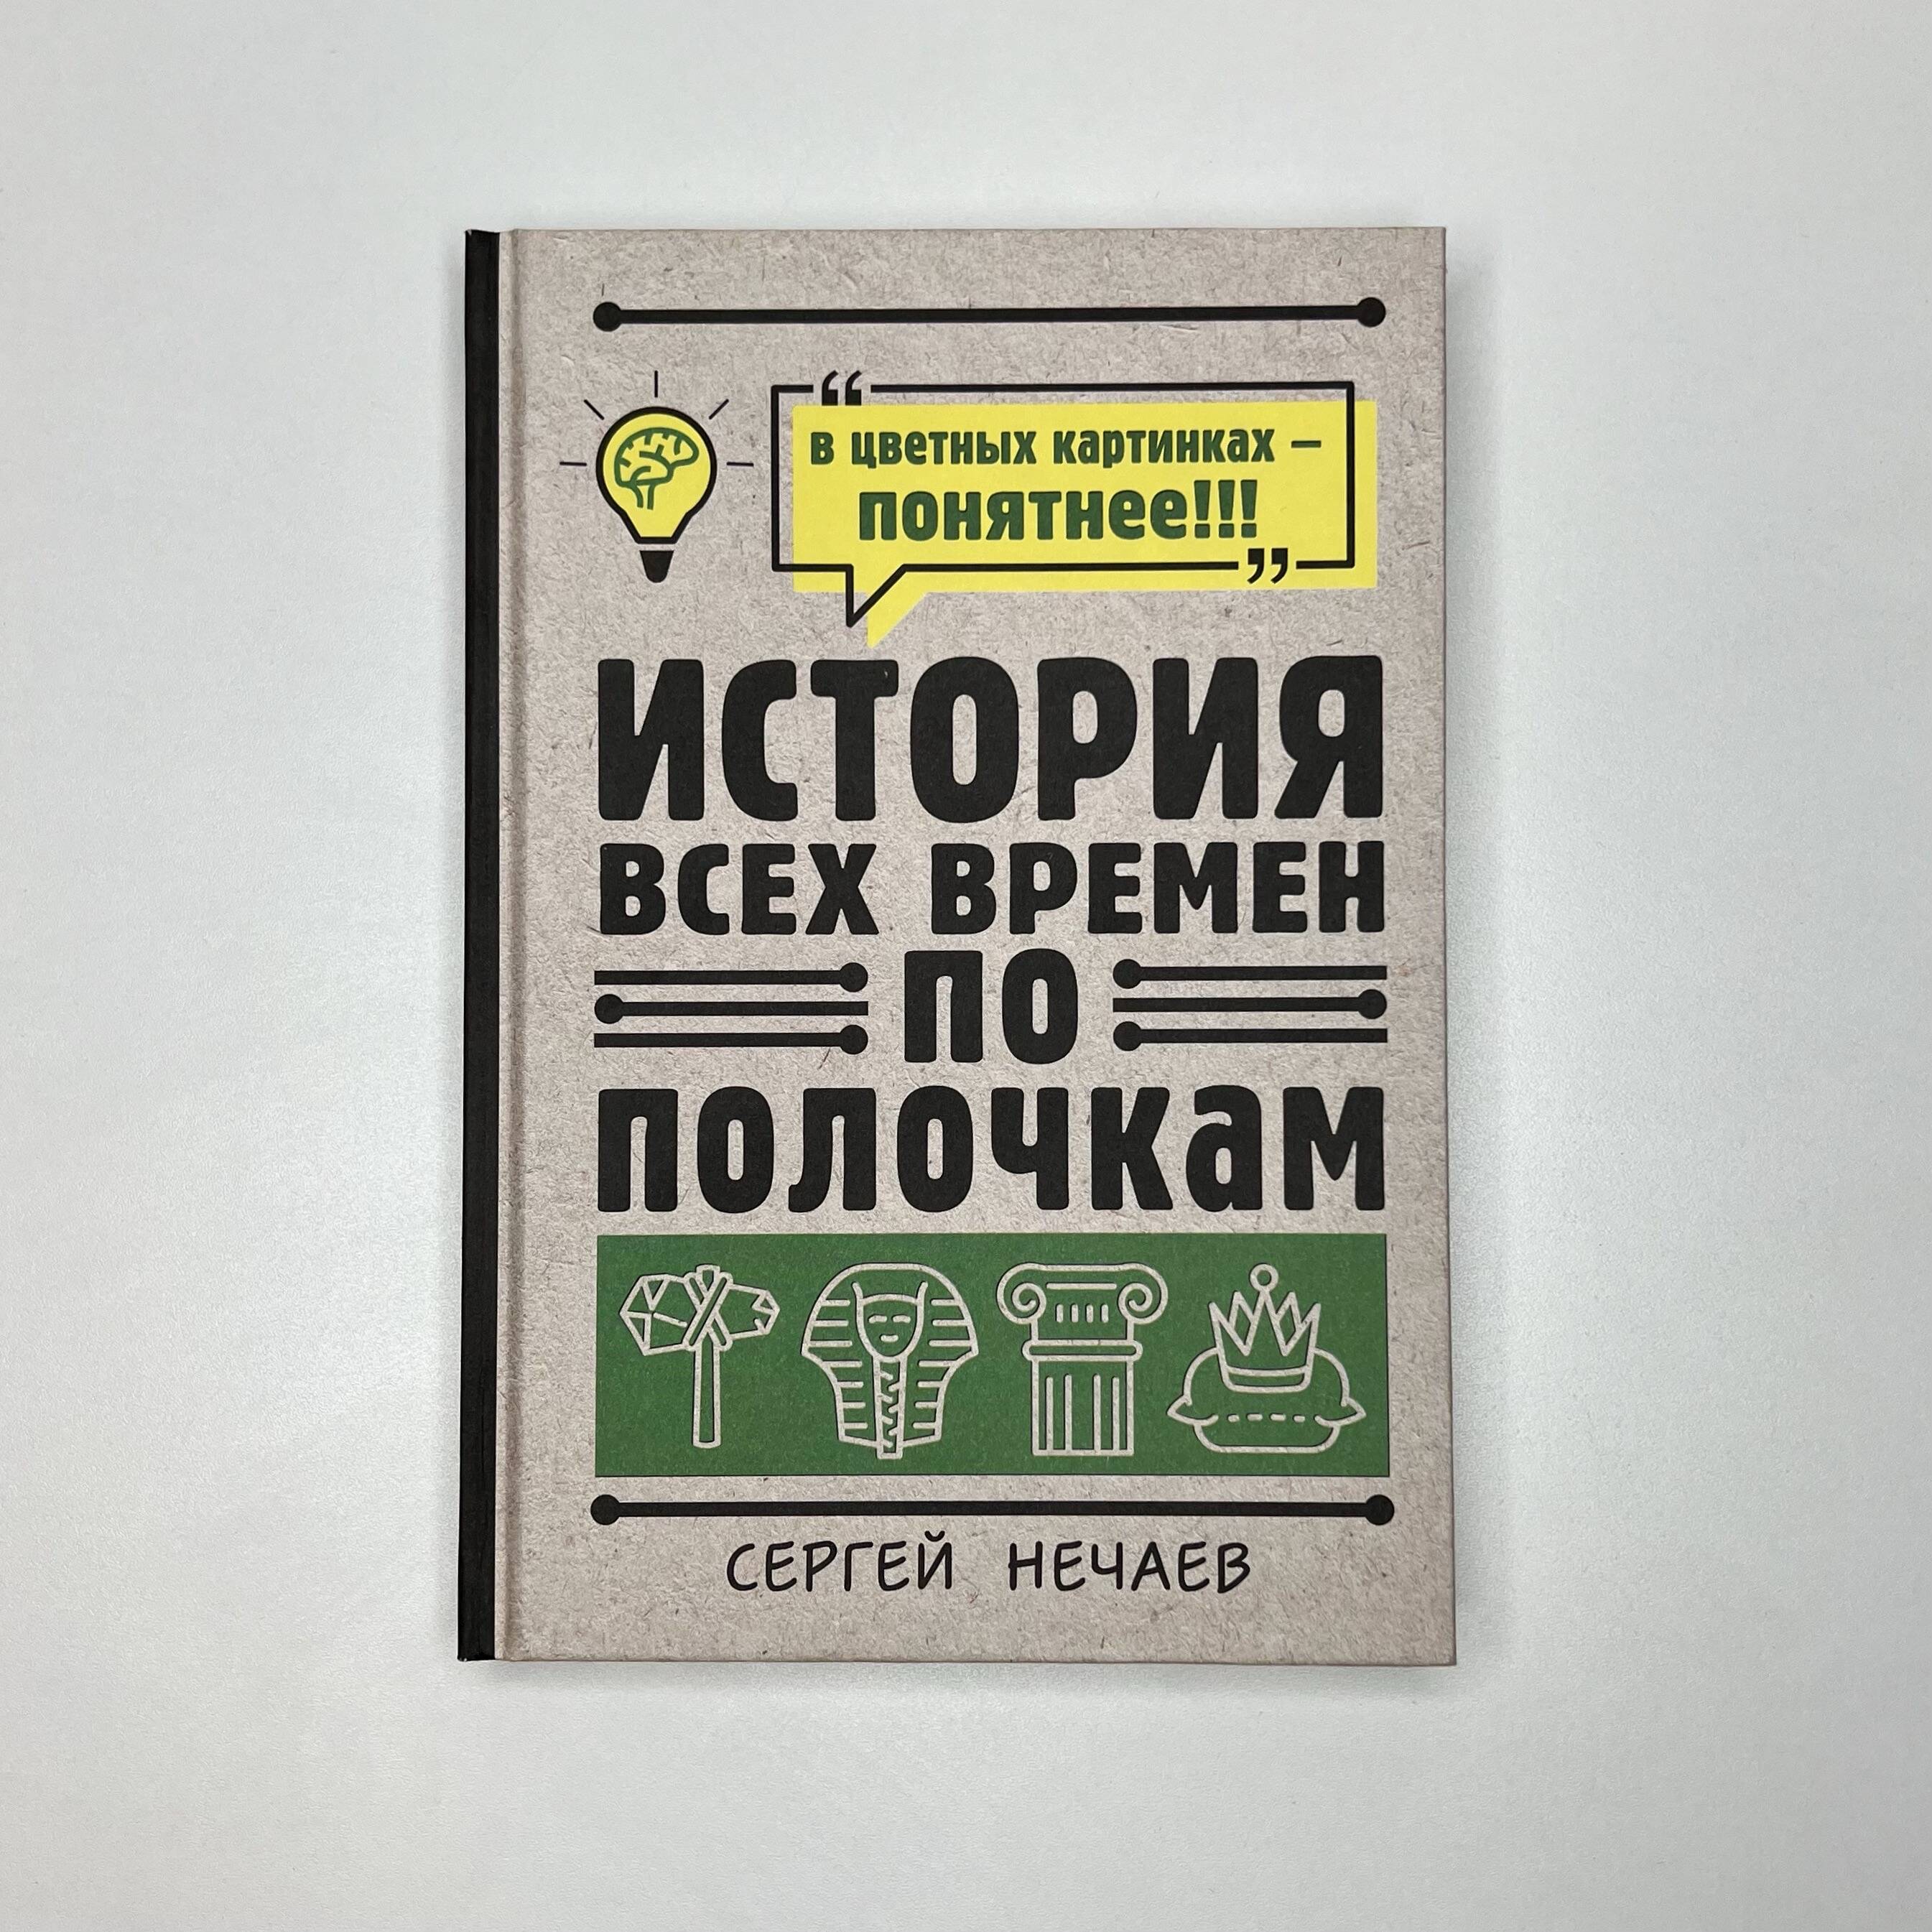 “
в цветных картинках –
понятнее!!!
”
ИСТОРИЯ
ВСЕХ ВРЕМЕН
ПО
ПОЛОЧКАМ
СЕРГЕЙ НЕЧАЕВ